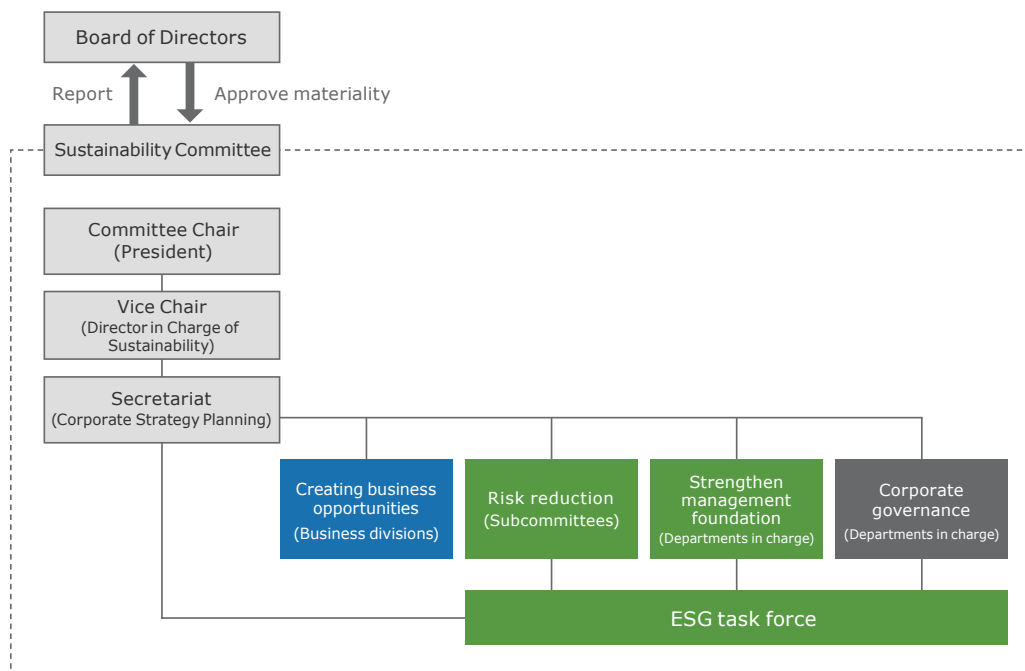 Board of Directors
Report
Approve materiality
Sustainability Committee
Committee Chair
(President)
Vice Chair
(Director in Charge of
Sustainability)
Secretariat
(Corporate Strategy Planning)
Creating business
opportunities
(Business divisions)
Risk reduction
(Subcommittees)
Strengthen
management
foundation
(Departments in charge)
Corporate
governance
(Departments in charge)
ESG task force